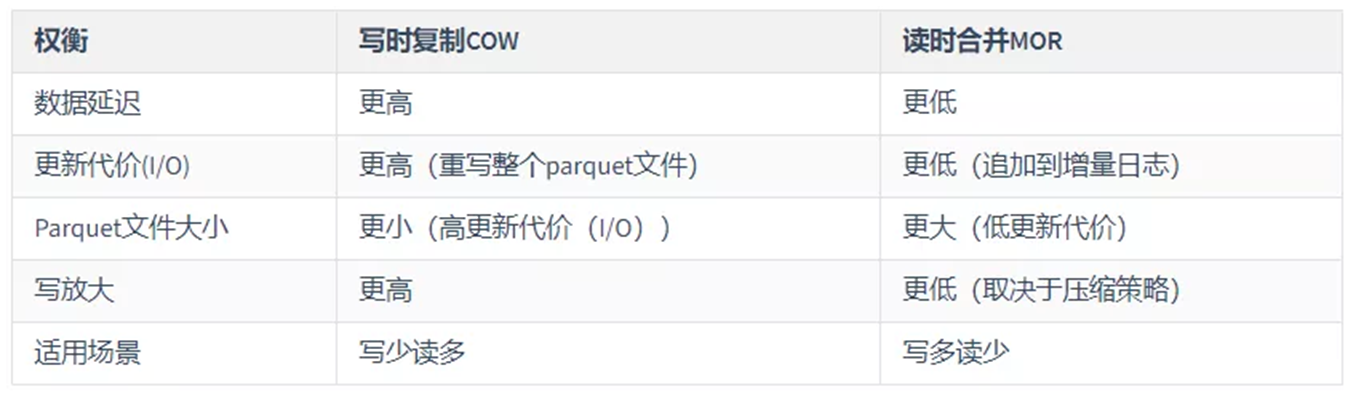 权衡 写时复制COW 读时合并MOR
数据延迟 更高 更低
更新代价(I/O) 更高（重写整个parquet文件） 更低（追加到增量日志）
Parquet文件大小 更小（高更新代价（I/O）） 更大（低更新代价）
写放大 更高 更低（取决于压缩策略）
适用场景 写少读多 写多读少